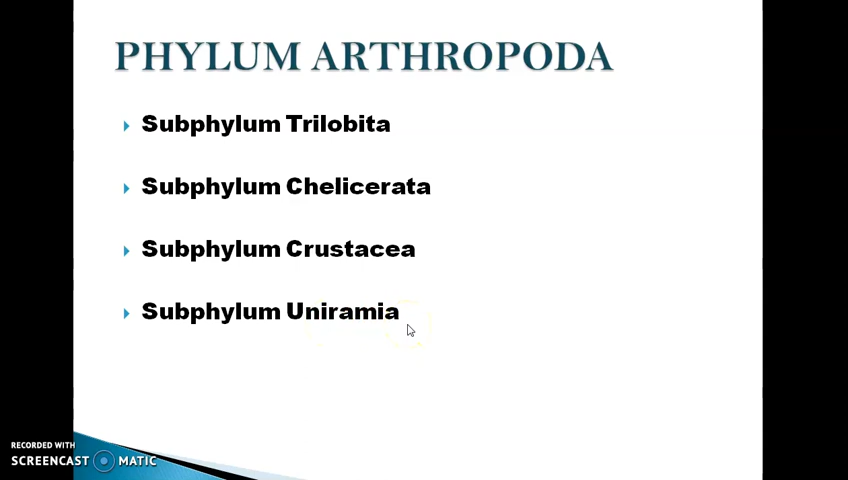 PHYLUM ARTHROPODA
Subphylum Trilobita
Subphylum Chelicerata
Subphylum Crustacea
Subphylum Uniramia
RECORDED WITH
SCREENCAST MATIC